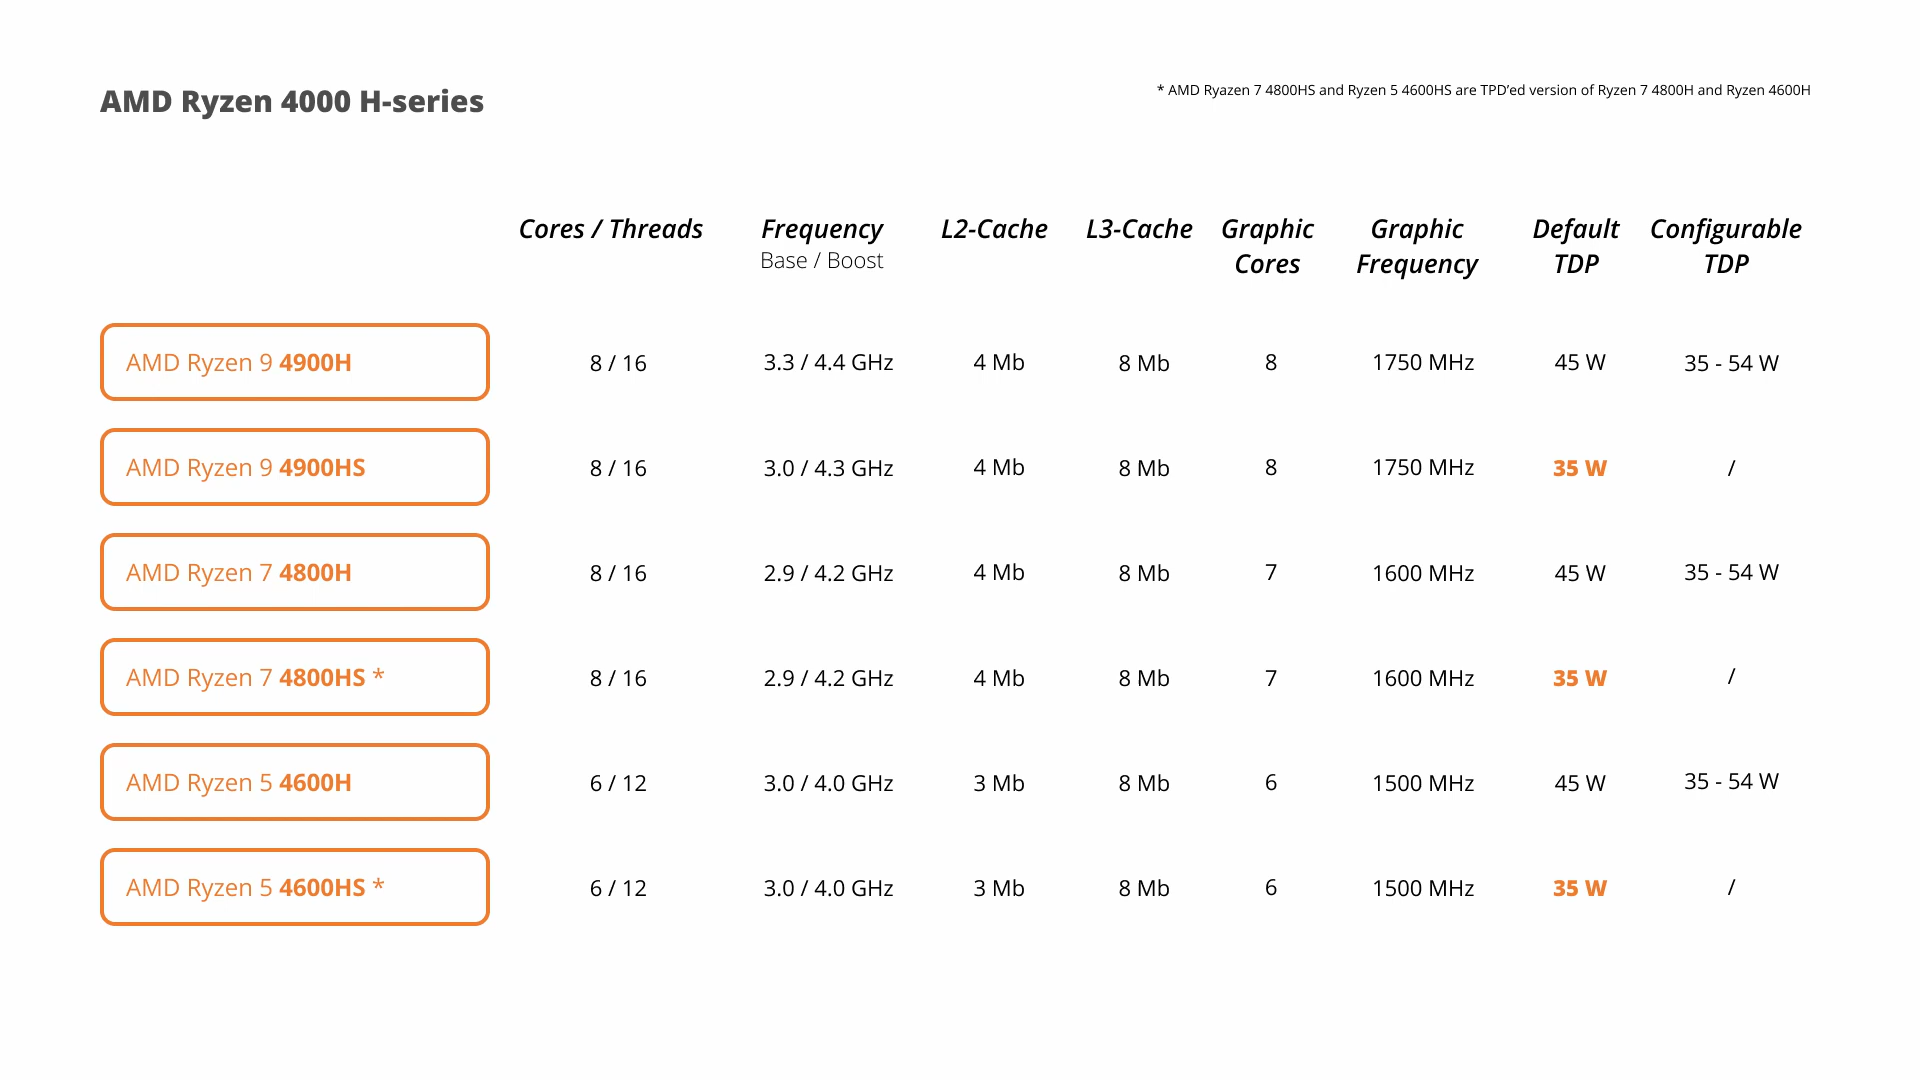 AMD Ryzen 4000 H-series
* AMD Ryazen 7 4800HS and Ryzen 5 4600HS are TPD’ed version of Ryzen 7 4800H and Ryzen 4600H
Cores / Threads Frequency L2-Cache L3-Cache Graphic Graphic Default Configurable
Base / Boost Cores Frequency TDP TDP
AMD Ryzen 9 4900H 8 / 16 3.3 / 4.4 GHz 4 Mb 8 Mb 8 1750 MHz 45 W 35 - 54 W
AMD Ryzen 9 4900HS 8 / 16 3.0 / 4.3 GHz 4 Mb 8 Mb 8 1750 MHz 35 W /
AMD Ryzen 7 4800H 8 / 16 2.9 / 4.2 GHz 4 Mb 8 Mb 7 1600 MHz 45 W 35 - 54 W
AMD Ryzen 7 4800HS * 8 / 16 2.9 / 4.2 GHz 4 Mb 8 Mb 7 1600 MHz 35 W /
AMD Ryzen 5 4600H 6 / 12 3.0 / 4.0 GHz 3 Mb 8 Mb 6 1500 MHz 45 W 35 - 54 W
AMD Ryzen 5 4600HS * 6 / 12 3.0 / 4.0 GHz 3 Mb 8 Mb 6 1500 MHz 35 W /